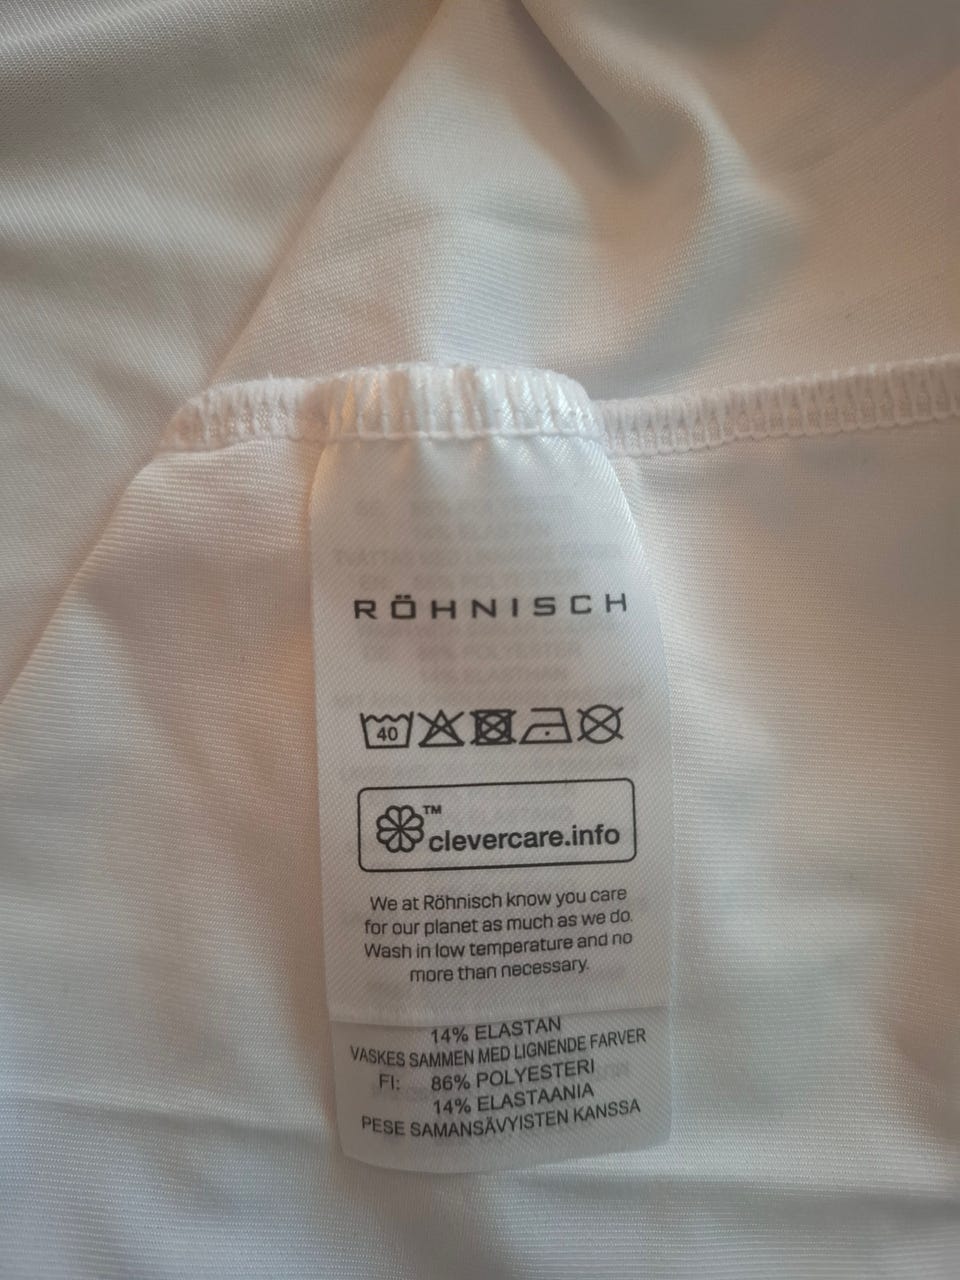 RÖHNISCH
40
™
clevercare.info
We at Röhnisch know you care
for our planet as much as we do.
Wash in low temperature and no
more than necessary.
14% ELASTAN
VASKES SAMMEN MED LIGNENDE FARVER
FI: 86% POLYESTERI
14% ELASTAANIA
PESE SAMANSÄVYISTEN KANSSA